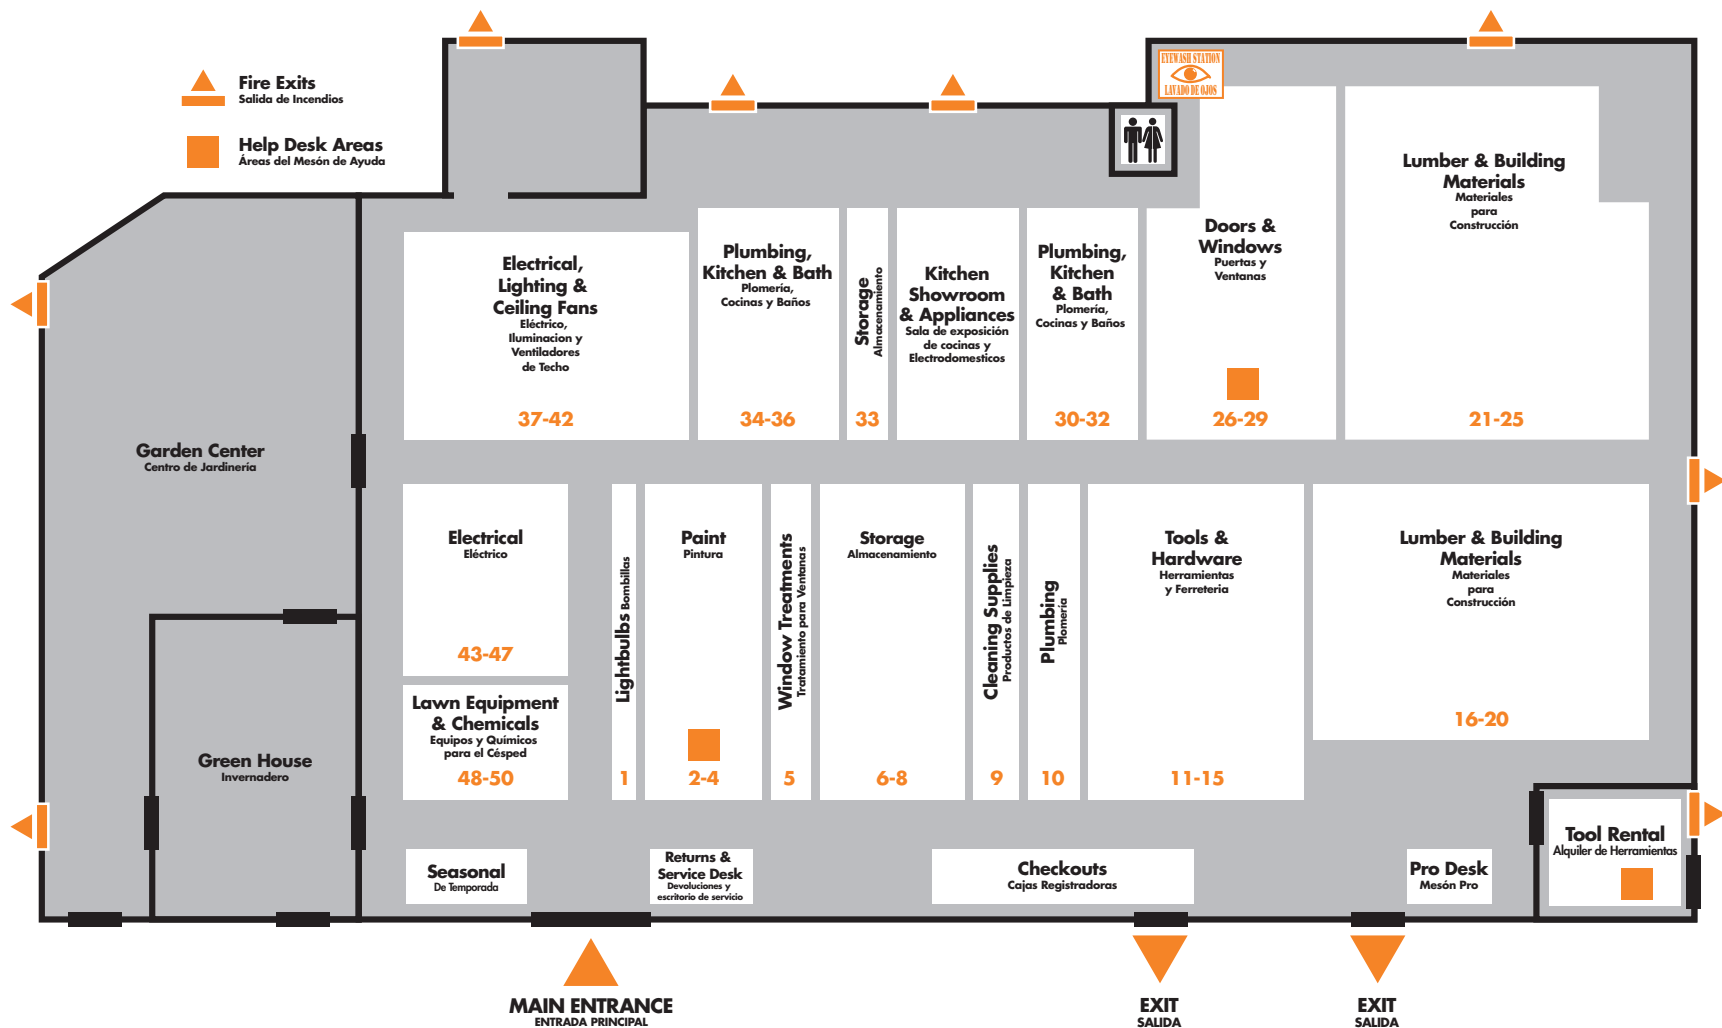 Fire Exits
Salida de Incendios
Help Desk Areas
Áreas del Mesón de Ayuda
EYEWASH STATION
LAVADO DE OJOS
Electrical,
Lighting &
Ceiling Fans
Eléctrico,
Iluminacion y
Ventiladores
de Techo
37-42
Plumbing,
Kitchen & Bath
Plomería,
Cocinas y Baños
34-36
Storage
Almacenamiento
33
Kitchen
Showroom
& Appliances
Sala de exposición
de cocinas y
Electrodomesticos
Plumbing,
Kitchen
& Bath
Plomería,
Cocinas y Baños
30-32
Doors &
Windows
Puertas y
Ventanas
26-29
Lumber & Building
Materials
Materiales
para
Construcción
21-25
Garden Center
Centro de Jardinería
Green House
Invernadero
Electrical
Eléctrico
43-47
Lawn Equipment
& Chemicals
Equipos y Químicos
para el Césped
48-50
Lightbulbs Bombillas
1
Paint
Pintura
2-4
Window Treatments
Tratamiento para Ventanas
5
Storage
Almacenamiento
6-8
Cleaning Supplies
Productos de Limpieza
9
Plumbing
Plomería
10
Tools &
Hardware
Herramientas
y Ferreteria
11-15
Lumber & Building
Materials
Materiales
para
Construcción
16-20
Seasonal
De Temporada
Returns &
Service Desk
Devoluciones y
escritorio de servicio
Checkouts
Cajas Registradoras
Pro Desk
Mesón Pro
Tool Rental
Alquiler de Herramientas
MAIN ENTRANCE
ENTRADA PRINCIPAL
EXIT
SALIDA
EXIT
SALIDA